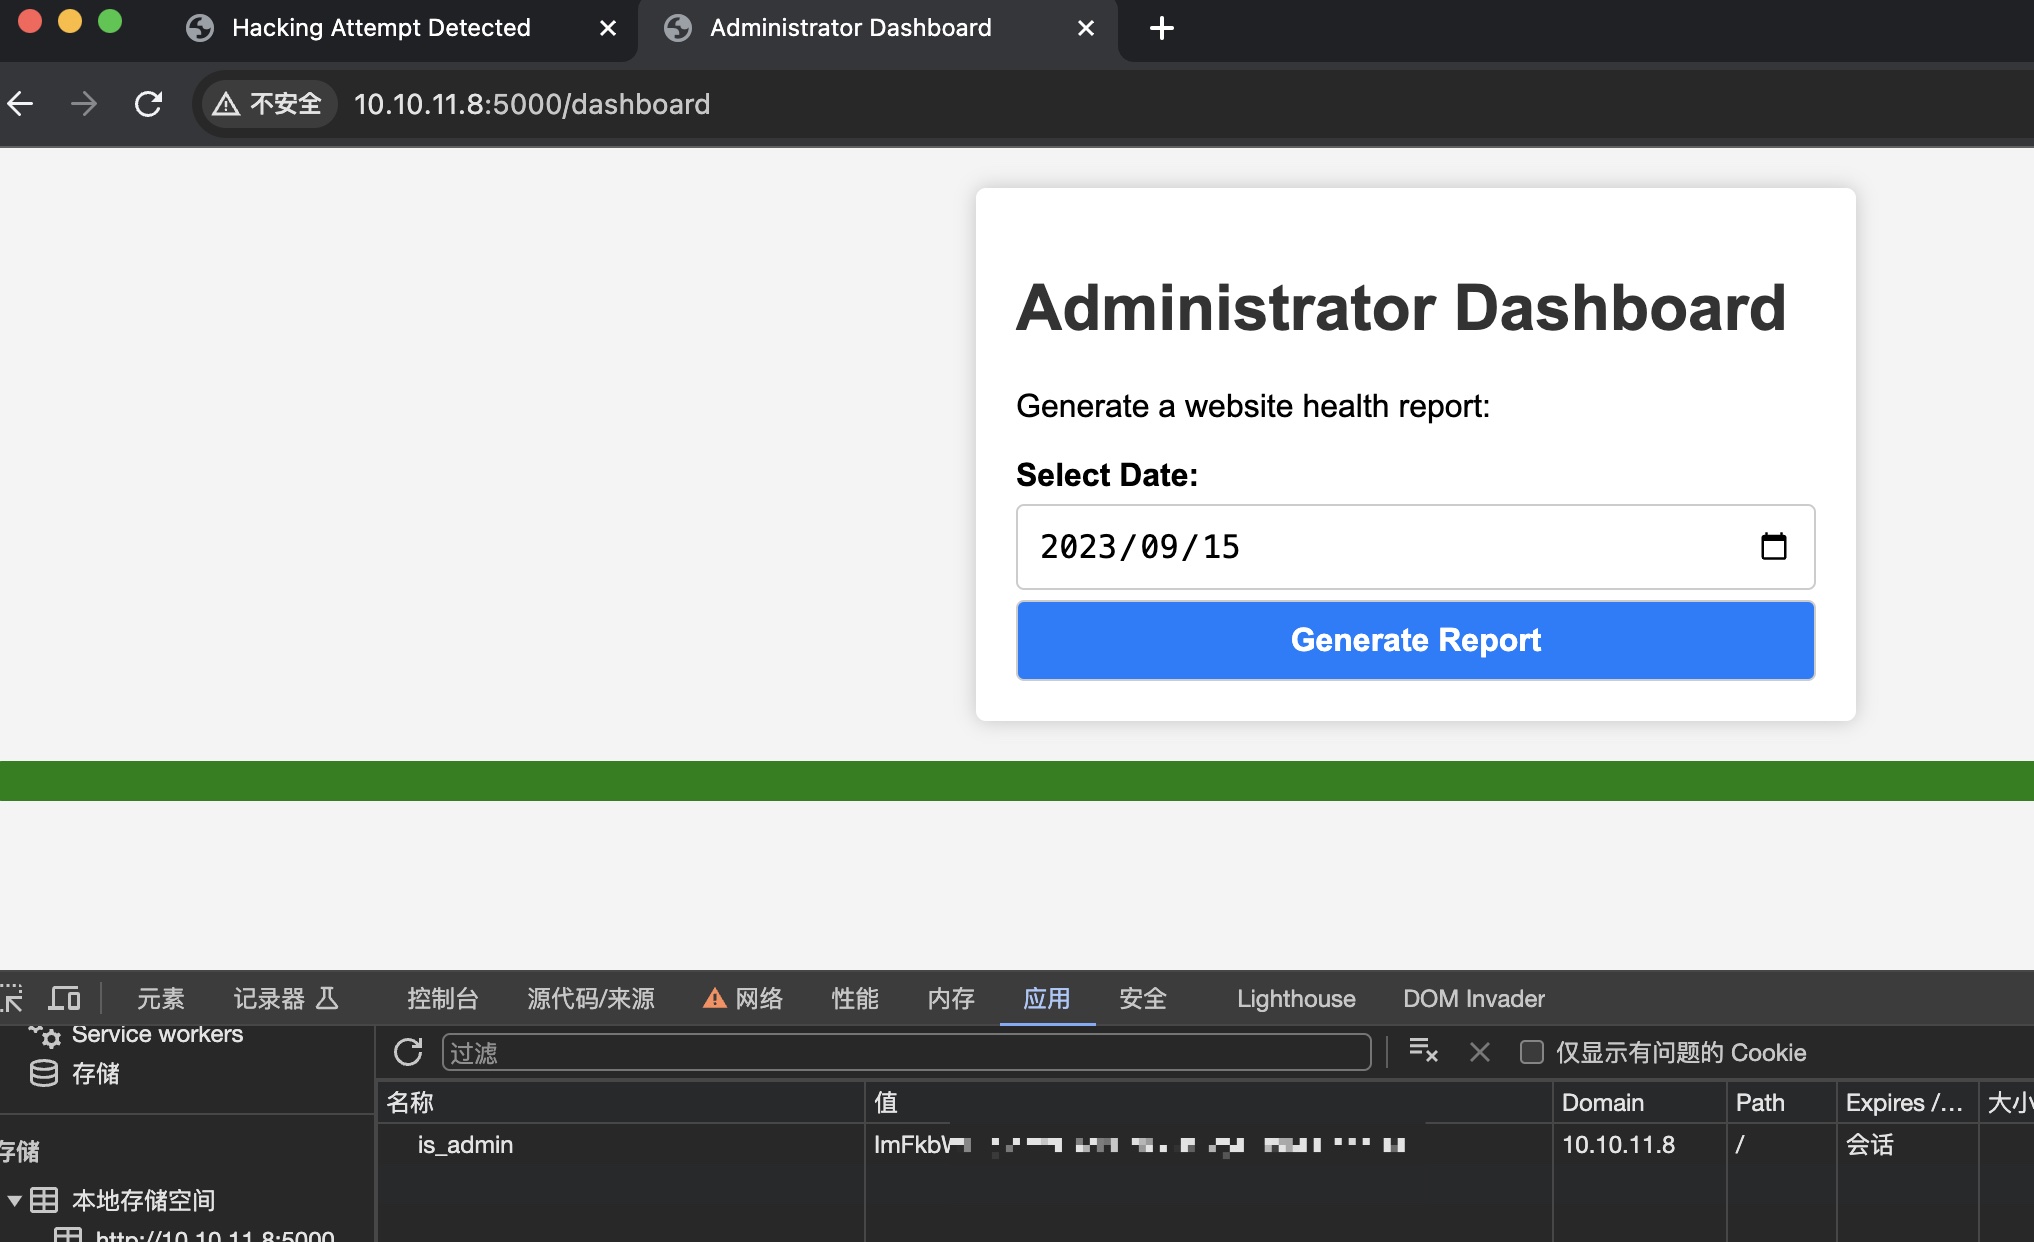 Hacking Attempt Detected
Administrator Dashboard
不安全
10.10.11.8:5000/dashboard
Administrator Dashboard
Generate a website health report:
Select Date:
2023/09/15
Generate Report
元素 记录器 控制台 源代码/来源 网络 性能 内存 应用 安全 Lighthouse DOM Invader
Service workers
存储
过滤
仅显示有问题的 Cookie
名称 值 Domain Path Expires /... 大小
is_admin ImFkbW 10.10.11.8 / 会话
存储
本地存储空间
http://10.10.11.8:5000